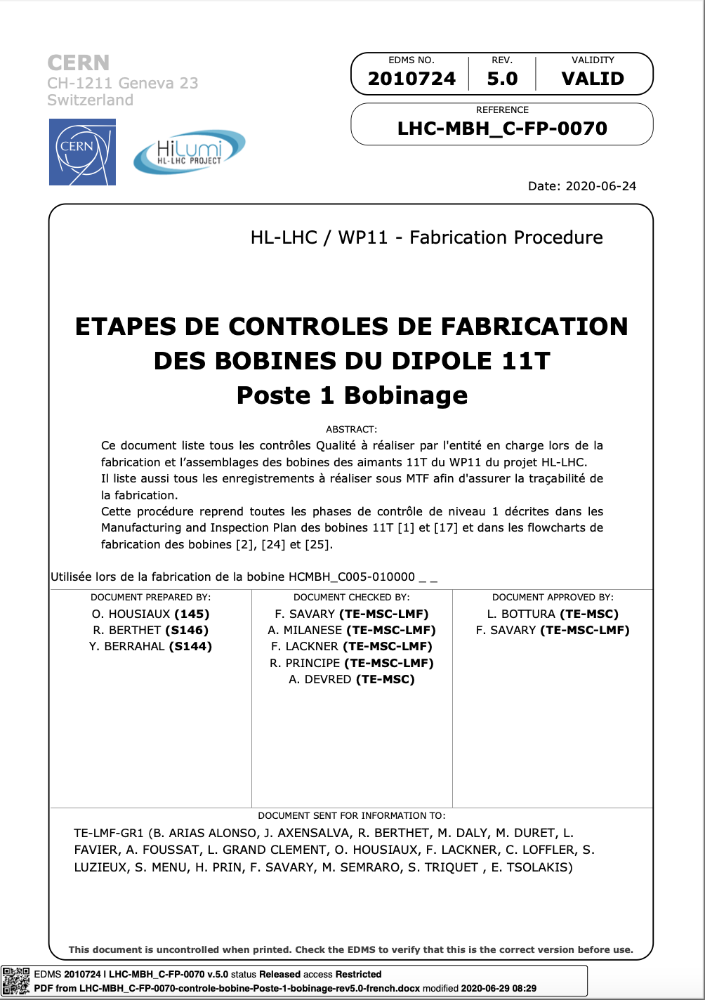 CERN
CH-1211 Geneva 23
Switzerland
CERN
HiLumi
HL-LHC PROJECT
EDMS NO.
REV.
VALIDITY
2010724
5.0
VALID
REFERENCE
LHC-MBH_C-FP-0070
Date: 2020-06-24
HL-LHC / WP11 - Fabrication Procedure
ETAPES DE CONTROLES DE FABRICATION
DES BOBINES DU DIPOLE 11T
Poste 1 Bobinage
ABSTRACT:
Ce document liste tous les contrôles Qualité à réaliser par l'entité en charge lors de la
fabrication et l’assemblages des bobines des aimants 11T du WP11 du projet HL-LHC.
Il liste aussi tous les enregistrements à réaliser sous MTF afin d'assurer la traçabilité de
la fabrication.
Cette procédure reprend toutes les phases de contrôle de niveau 1 décrites dans les
Manufacturing and Inspection Plan des bobines 11T [1] et [17] et dans les flowcharts de
fabrication des bobines [2], [24] et [25].
Utilisée lors de la fabrication de la bobine HCMBH_C005-010000 _ _
DOCUMENT PREPARED BY:
O. HOUSIAUX (145)
R. BERTHET (S146)
Y. BERRAHAL (S144)
DOCUMENT CHECKED BY:
F. SAVARY (TE-MSC-LMF)
A. MILANESE (TE-MSC-LMF)
F. LACKNER (TE-MSC-LMF)
R. PRINCIPE (TE-MSC-LMF)
A. DEVRED (TE-MSC)
DOCUMENT APPROVED BY:
L. BOTTURA (TE-MSC)
F. SAVARY (TE-MSC-LMF)
DOCUMENT SENT FOR INFORMATION TO:
TE-LMF-GR1 (B. ARIAS ALONSO, J. AXENSALVA, R. BERTHET, M. DALY, M. DURET, L.
FAVIER, A. FOUSSAT, L. GRAND CLEMENT, O. HOUSIAUX, F. LACKNER, C. LOFFLER, S.
LUZIEUX, S. MENU, H. PRIN, F. SAVARY, M. SEMRARO, S. TRIQUET , E. TSOLAKIS)
This document is uncontrolled when printed. Check the EDMS to verify that this is the correct version before use.
EDMS 2010724 | LHC-MBH_C-FP-0070 v.5.0 status Released access Restricted
PDF from LHC-MBH_C-FP-0070-controle-bobine-Poste-1-bobinage-rev5.0-french.docx modified 2020-06-29 08:29